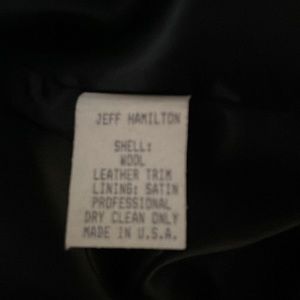 JEFF HAMILTON
SHELL:
WOOL
LEATHER TRIM
LINING: SATIN
PROFESSIONAL
DRY CLEAN ONLY
MADE IN U.S.A.